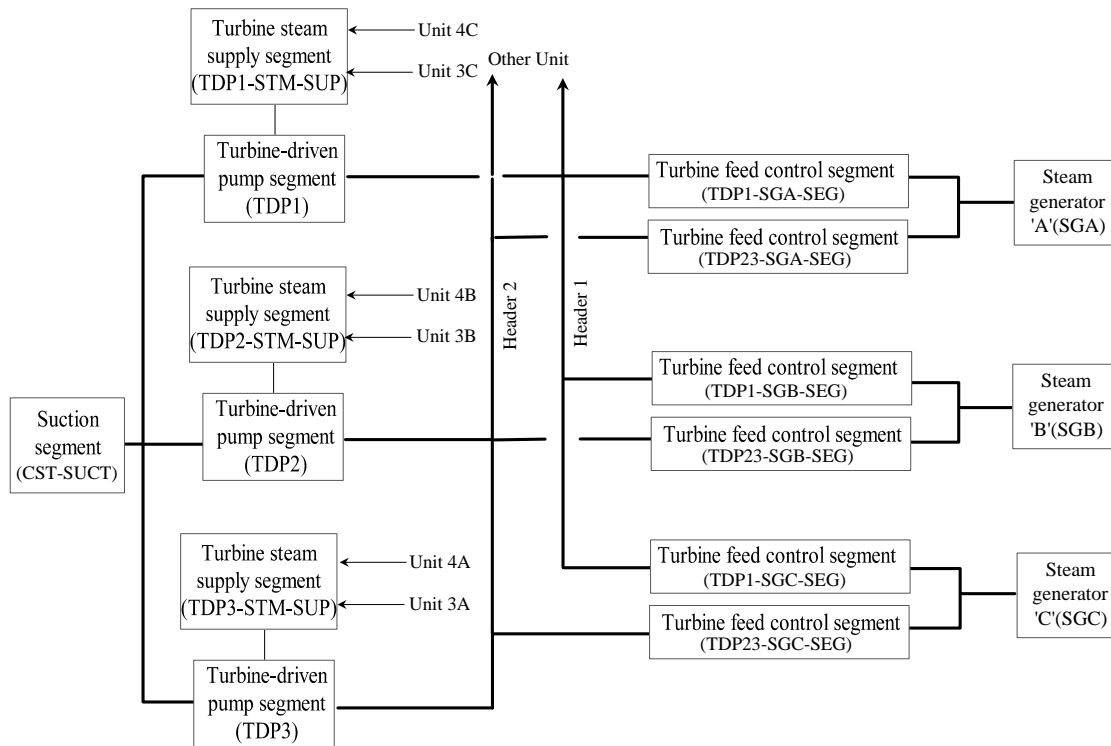 Turbine steam
supply segment
(TDP1-STM-SUP)
Unit 4C
Unit 3C
Other Unit
Turbine-driven
pump segment
(TDP1)
Turbine feed control segment
(TDP1-SGA-SEG)
Steam
generator
'A'(SGA)
Turbine feed control segment
(TDP23-SGA-SEG)
Turbine steam
supply segment
(TDP2-STM-SUP)
Unit 4B
Unit 3B
Header 2
Header 1
Turbine feed control segment
(TDP1-SGB-SEG)
Steam
generator
'B'(SGB)
Suction
segment
(CST-SUCT)
Turbine-driven
pump segment
(TDP2)
Turbine feed control segment
(TDP23-SGB-SEG)
Turbine steam
supply segment
(TDP3-STM-SUP)
Unit 4A
Unit 3A
Turbine feed control segment
(TDP1-SGC-SEG)
Steam
generator
'C'(SGC)
Turbine feed control segment
(TDP23-SGC-SEG)
Turbine-driven
pump segment
(TDP3)